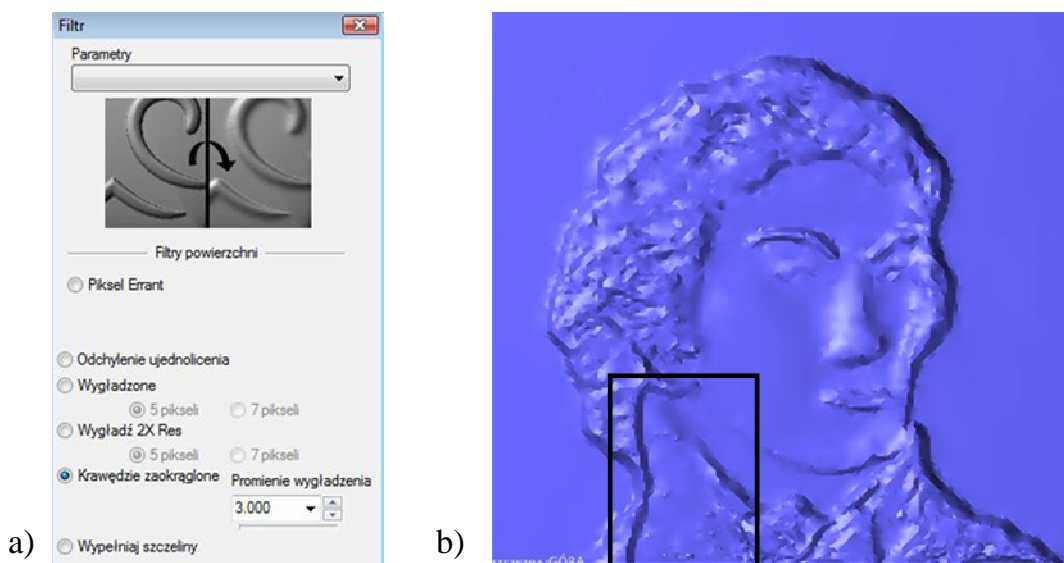 Filtr
Parametry
Filtry powierzchni
Piksel Errant
Odchylenie ujednolicenia
Wygładzone
5 pikseli 7 pikseli
Wygładź 2X Res
5 pikseli 7 pikseli
Krawędzie zaokrąglone Promienie wygładzenia
3.000
Wypełniaj szczeliny
a)
b)
GÓRA